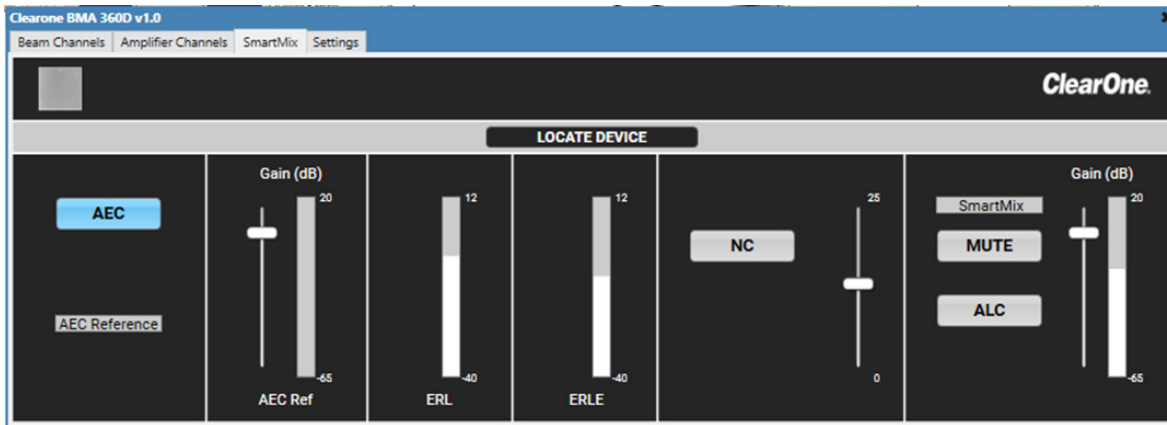 Clearone BMA 360D v1.0
Beam Channels Amplifier Channels SmartMix Settings
ClearOne.
LOCATE DEVICE
AEC
AEC Reference
Gain (dB)
20
-65
AEC Ref
12
-40
ERL
12
-40
ERLE
NC
25
0
SmartMix
MUTE
ALC
Gain (dB)
20
-65